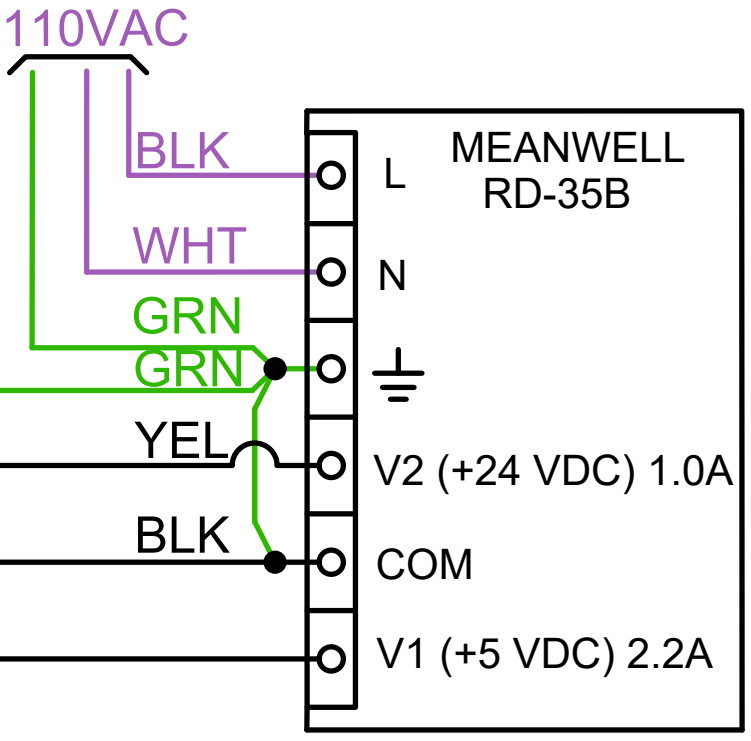 110VAC
BLK
WHT
GRN
GRN
YEL
BLK
MEANWELL
RD-35B
L
N
V2 (+24 VDC) 1.0A
COM
V1 (+5 VDC) 2.2A